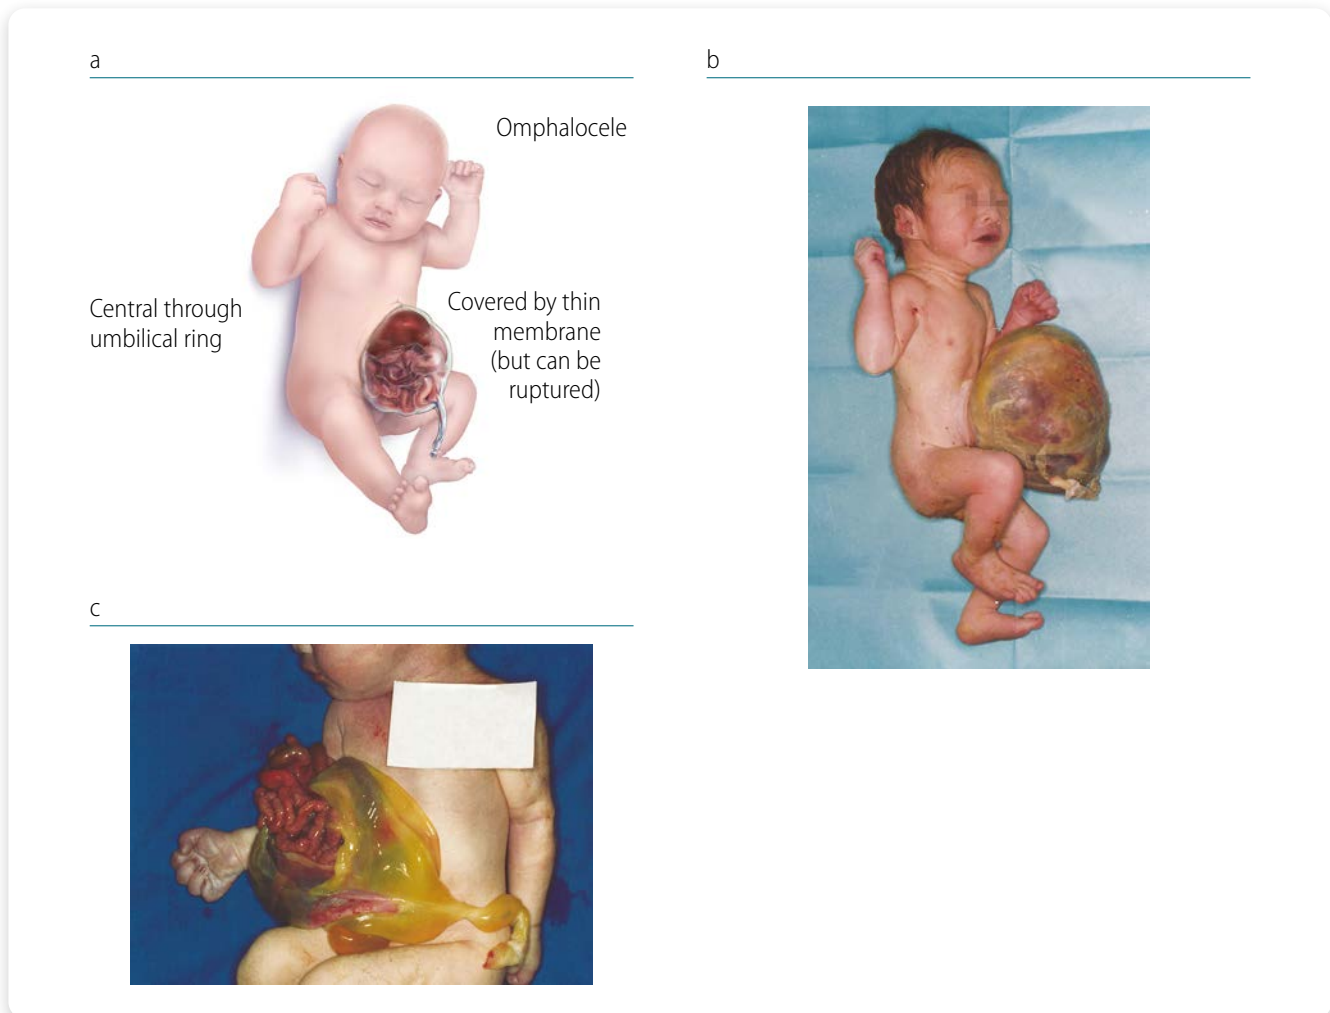 a
Omphalocele
Central through
umbilical ring
Covered by thin
membrane
(but can be
ruptured)
b
c